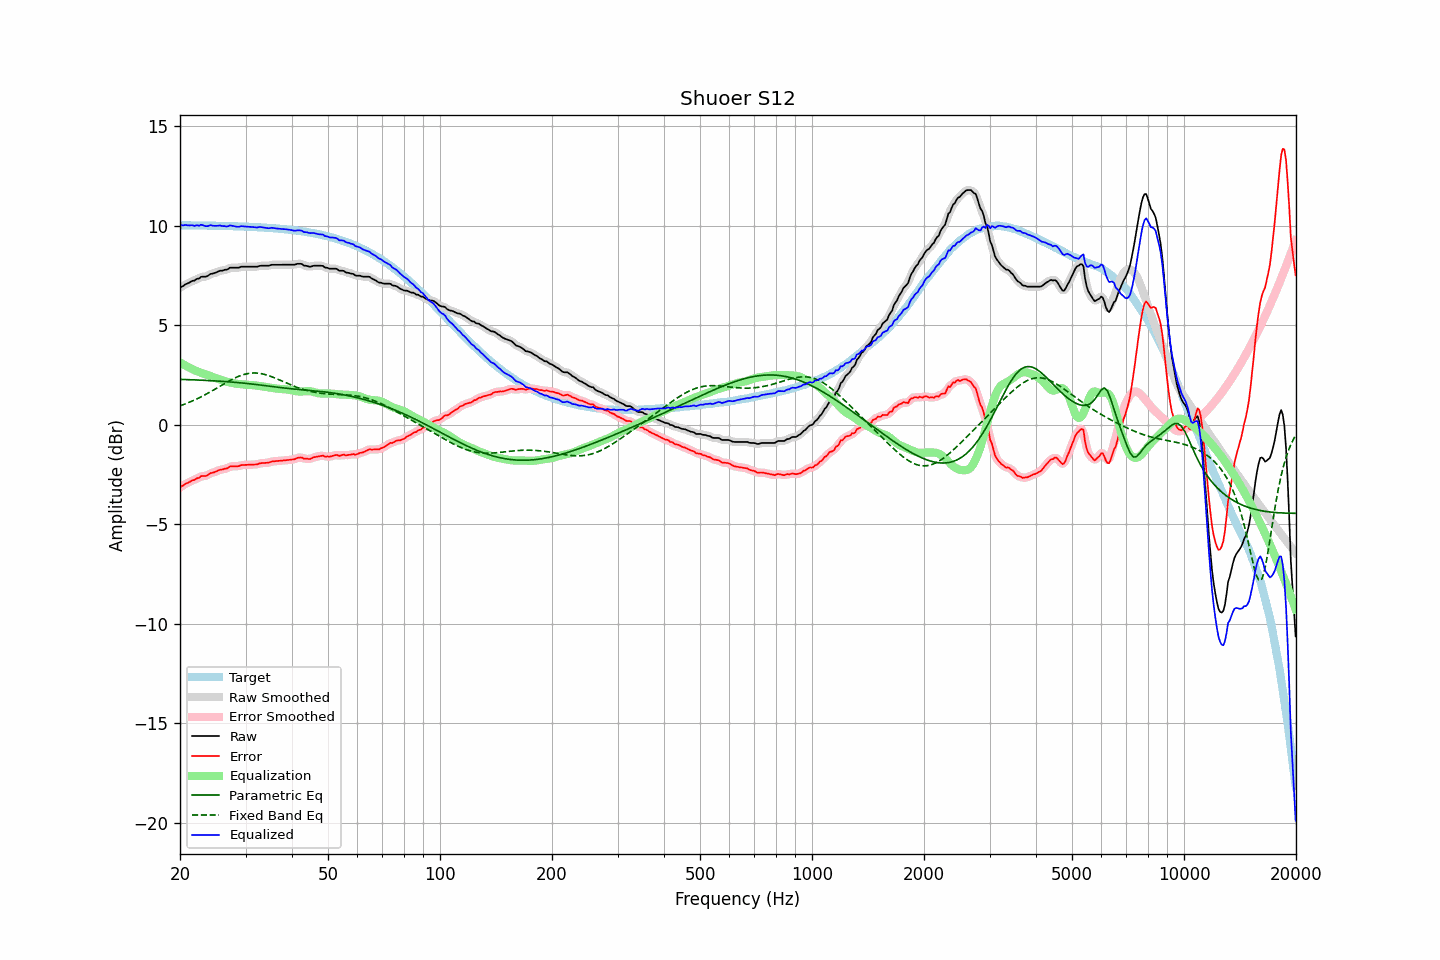 Shuoer S12
Amplitude (dBr)
15
10
5
0
−5
−10
−15
−20
Target
Raw Smoothed
Error Smoothed
Raw
Error
Equalization
Parametric Eq
Fixed Band Eq
Equalized
20 50 100 200 500 1000 2000 5000 10000 20000
Frequency (Hz)